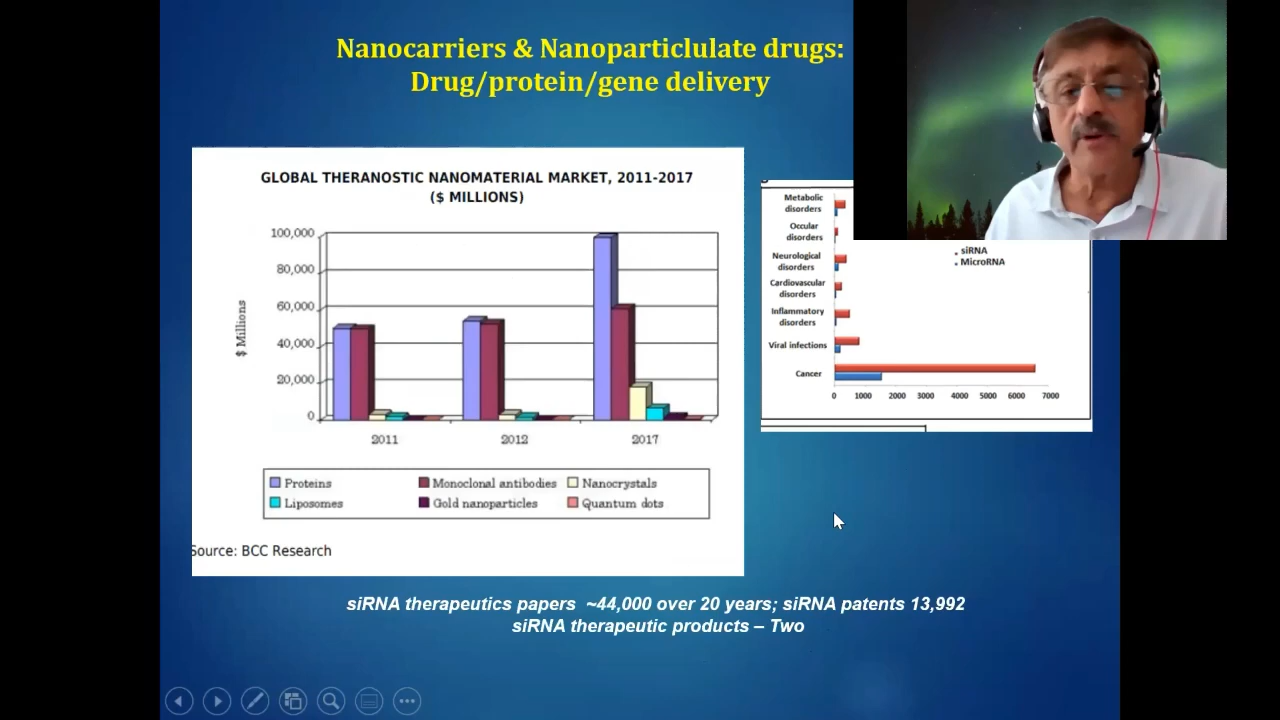 Nanocarriers & Nanoparticlulate drugs:
Drug/protein/gene delivery
GLOBAL THERANOSTIC NANOMATERIAL MARKET, 2011-2017
($ MILLIONS)
100,000
80,000
60,000
40,000
20,000
0
$ Millions
2011 2012 2017
Proteins Monoclonal antibodies Nanocrystals
Liposomes Gold nanoparticles Quantum dots
Source: BCC Research
Metabolic
disorders
Occular
disorders
Neurological
disorders
Cardiovascular
disorders
Inflammatory
disorders
Viral infections
Cancer
0 1000 2000 3000 4000 5000 6000 7000
siRNA
MicroRNA
siRNA therapeutics papers ~44,000 over 20 years; siRNA patents 13,992
siRNA therapeutic products – Two